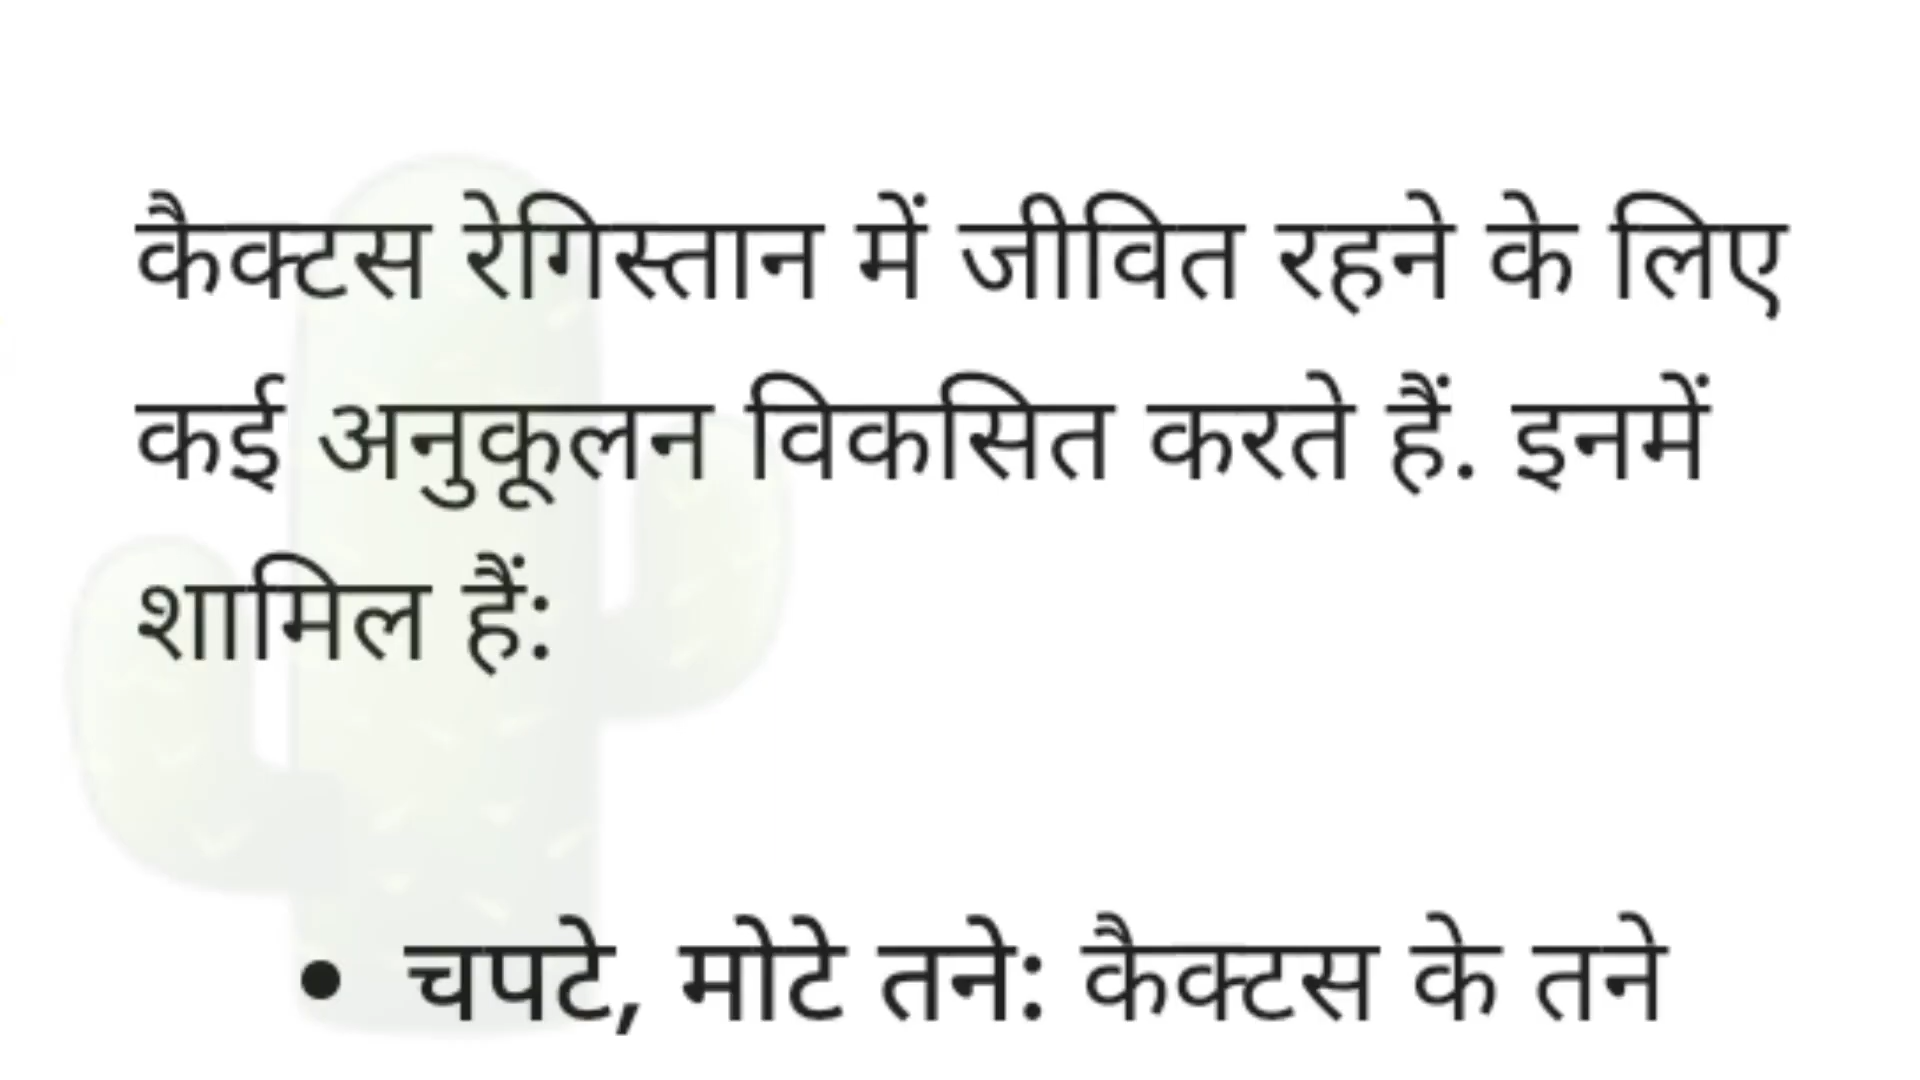 कैक्टस रेगिस्तान में जीवित रहने के लिए
कई अनुकूलन विकसित करते हैं. इनमें
शामिल हैं:
• चपटे, मोटे तने: कैक्टस के तने